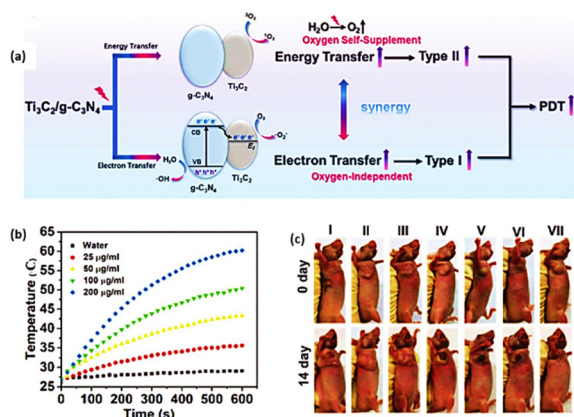 (a)
Energy Transfer
³O₂
¹O₂
g-C₃N₄
Ti₃C₂
H₂O → O₂↑
Oxygen Self-Supplement
Energy Transfer → Type II
Ti₃C₂/g-C₃N₄
synergy
PDT
Electron Transfer
H₂O
·OH
CB
e⁻ e⁻ e⁻
VB
h⁺ h⁺ h⁺
e⁻ e⁻ e⁻
Ef
O₂
·O₂⁻
g-C₃N₄
Ti₃C₂
Electron Transfer → Type I
Oxygen-Independent
(b)
Temperature (℃)
65
60
55
50
45
40
35
30
25
Water
25 μg/ml
50 μg/ml
100 μg/ml
200 μg/ml
0 100 200 300 400 500 600
Time (s)
(c)
I II III IV V VI VII
0 day
14 day